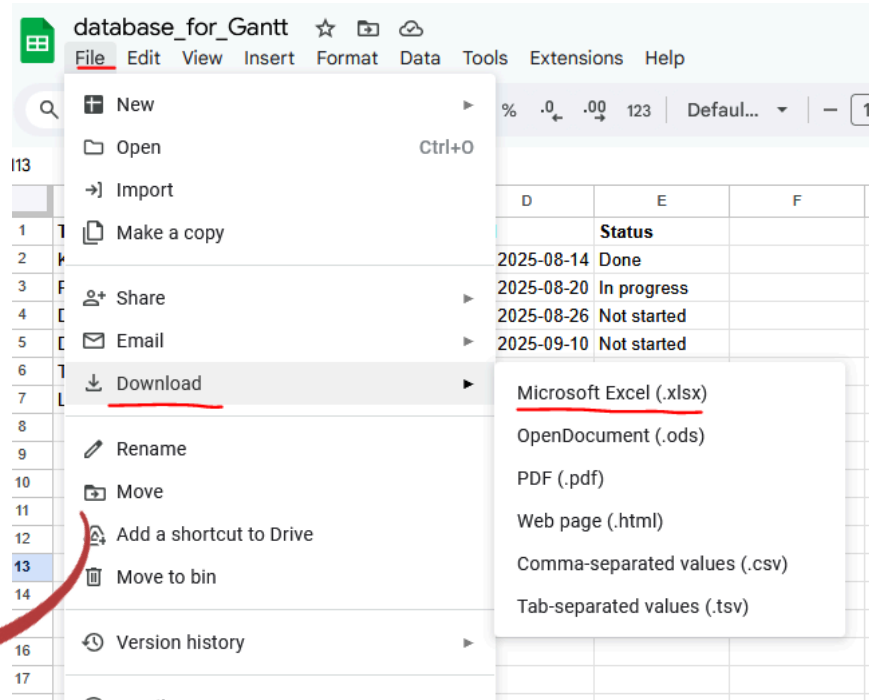 database_for_Gantt
File Edit View Insert Format Data Tools Extensions Help
% .0 .00 123 Defaul...
New
Open Ctrl+O
Import
Make a copy
Share
Email
Download
Rename
Move
Add a shortcut to Drive
Move to bin
Version history
Microsoft Excel (.xlsx)
OpenDocument (.ods)
PDF (.pdf)
Web page (.html)
Comma-separated values (.csv)
Tab-separated values (.tsv)
D E F
1 Status
2 2025-08-14 Done
3 2025-08-20 In progress
4 2025-08-26 Not started
5 2025-09-10 Not started
6
7
8
9
10
11
12
13
14
16
17